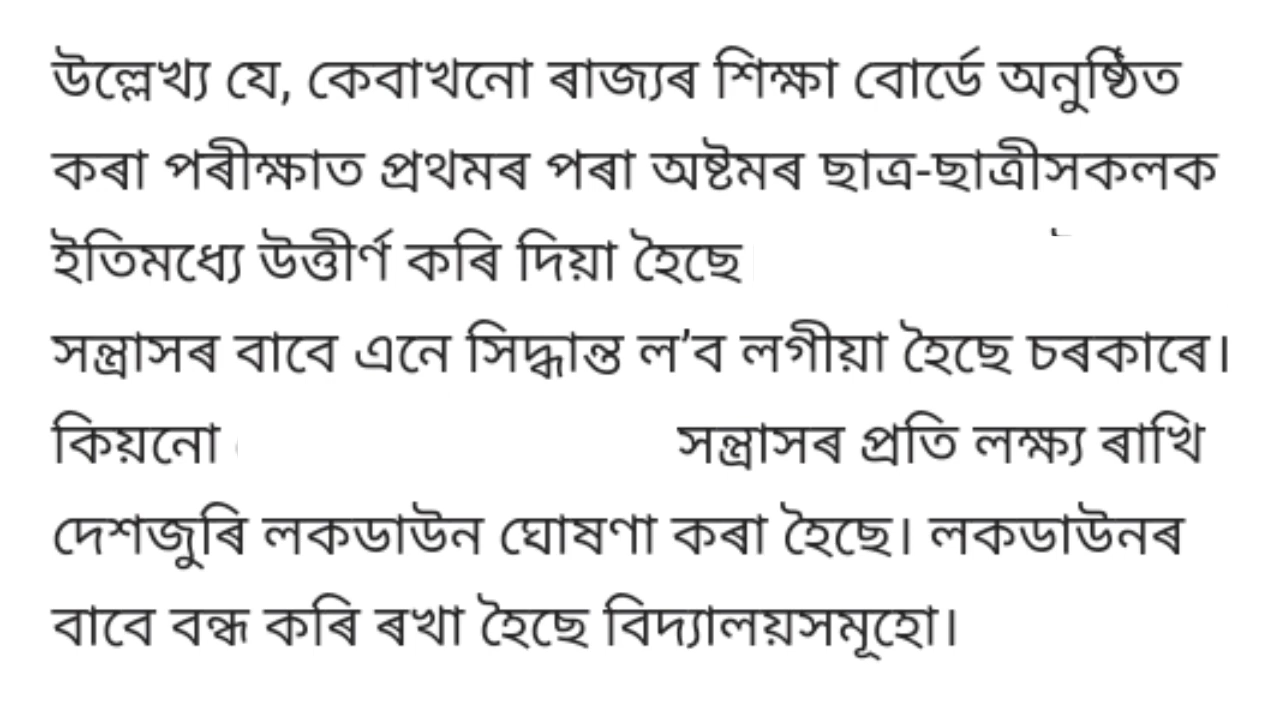 উল্লেখ্য যে, কেবাখনো ৰাজ্যৰ শিক্ষা বোৰ্ডে অনুষ্ঠিত
কৰা পৰীক্ষাত প্ৰথমৰ পৰা অষ্টমৰ ছাত্ৰ-ছাত্ৰীসকলক
ইতিমধ্যে উত্তীৰ্ণ কৰি দিয়া হৈছে
সন্ত্ৰাসৰ বাবে এনে সিদ্ধান্ত ল’ব লগীয়া হৈছে চৰকাৰে।
কিয়নো সন্ত্ৰাসৰ প্ৰতি লক্ষ্য ৰাখি
দেশজুৰি লকডাউন ঘোষণা কৰা হৈছে। লকডাউনৰ
বাবে বন্ধ কৰি ৰখা হৈছে বিদ্যালয়সমূহো।